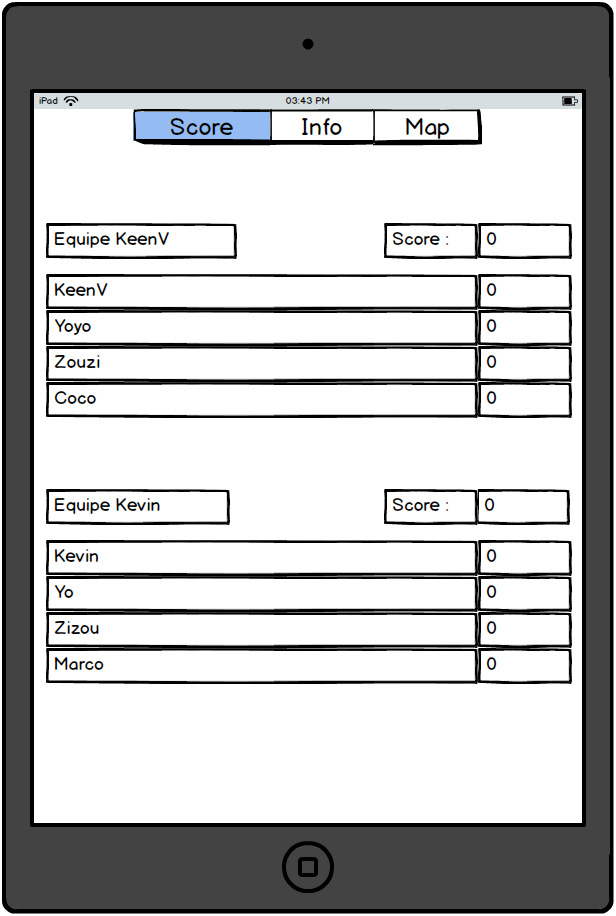 iPad 03:43 PM
Score Info Map
Equipe KeenV Score : 0
KeenV 0
Yoyo 0
Zouzi 0
Coco 0
Equipe Kevin Score : 0
Kevin 0
Yo 0
Zizou 0
Marco 0